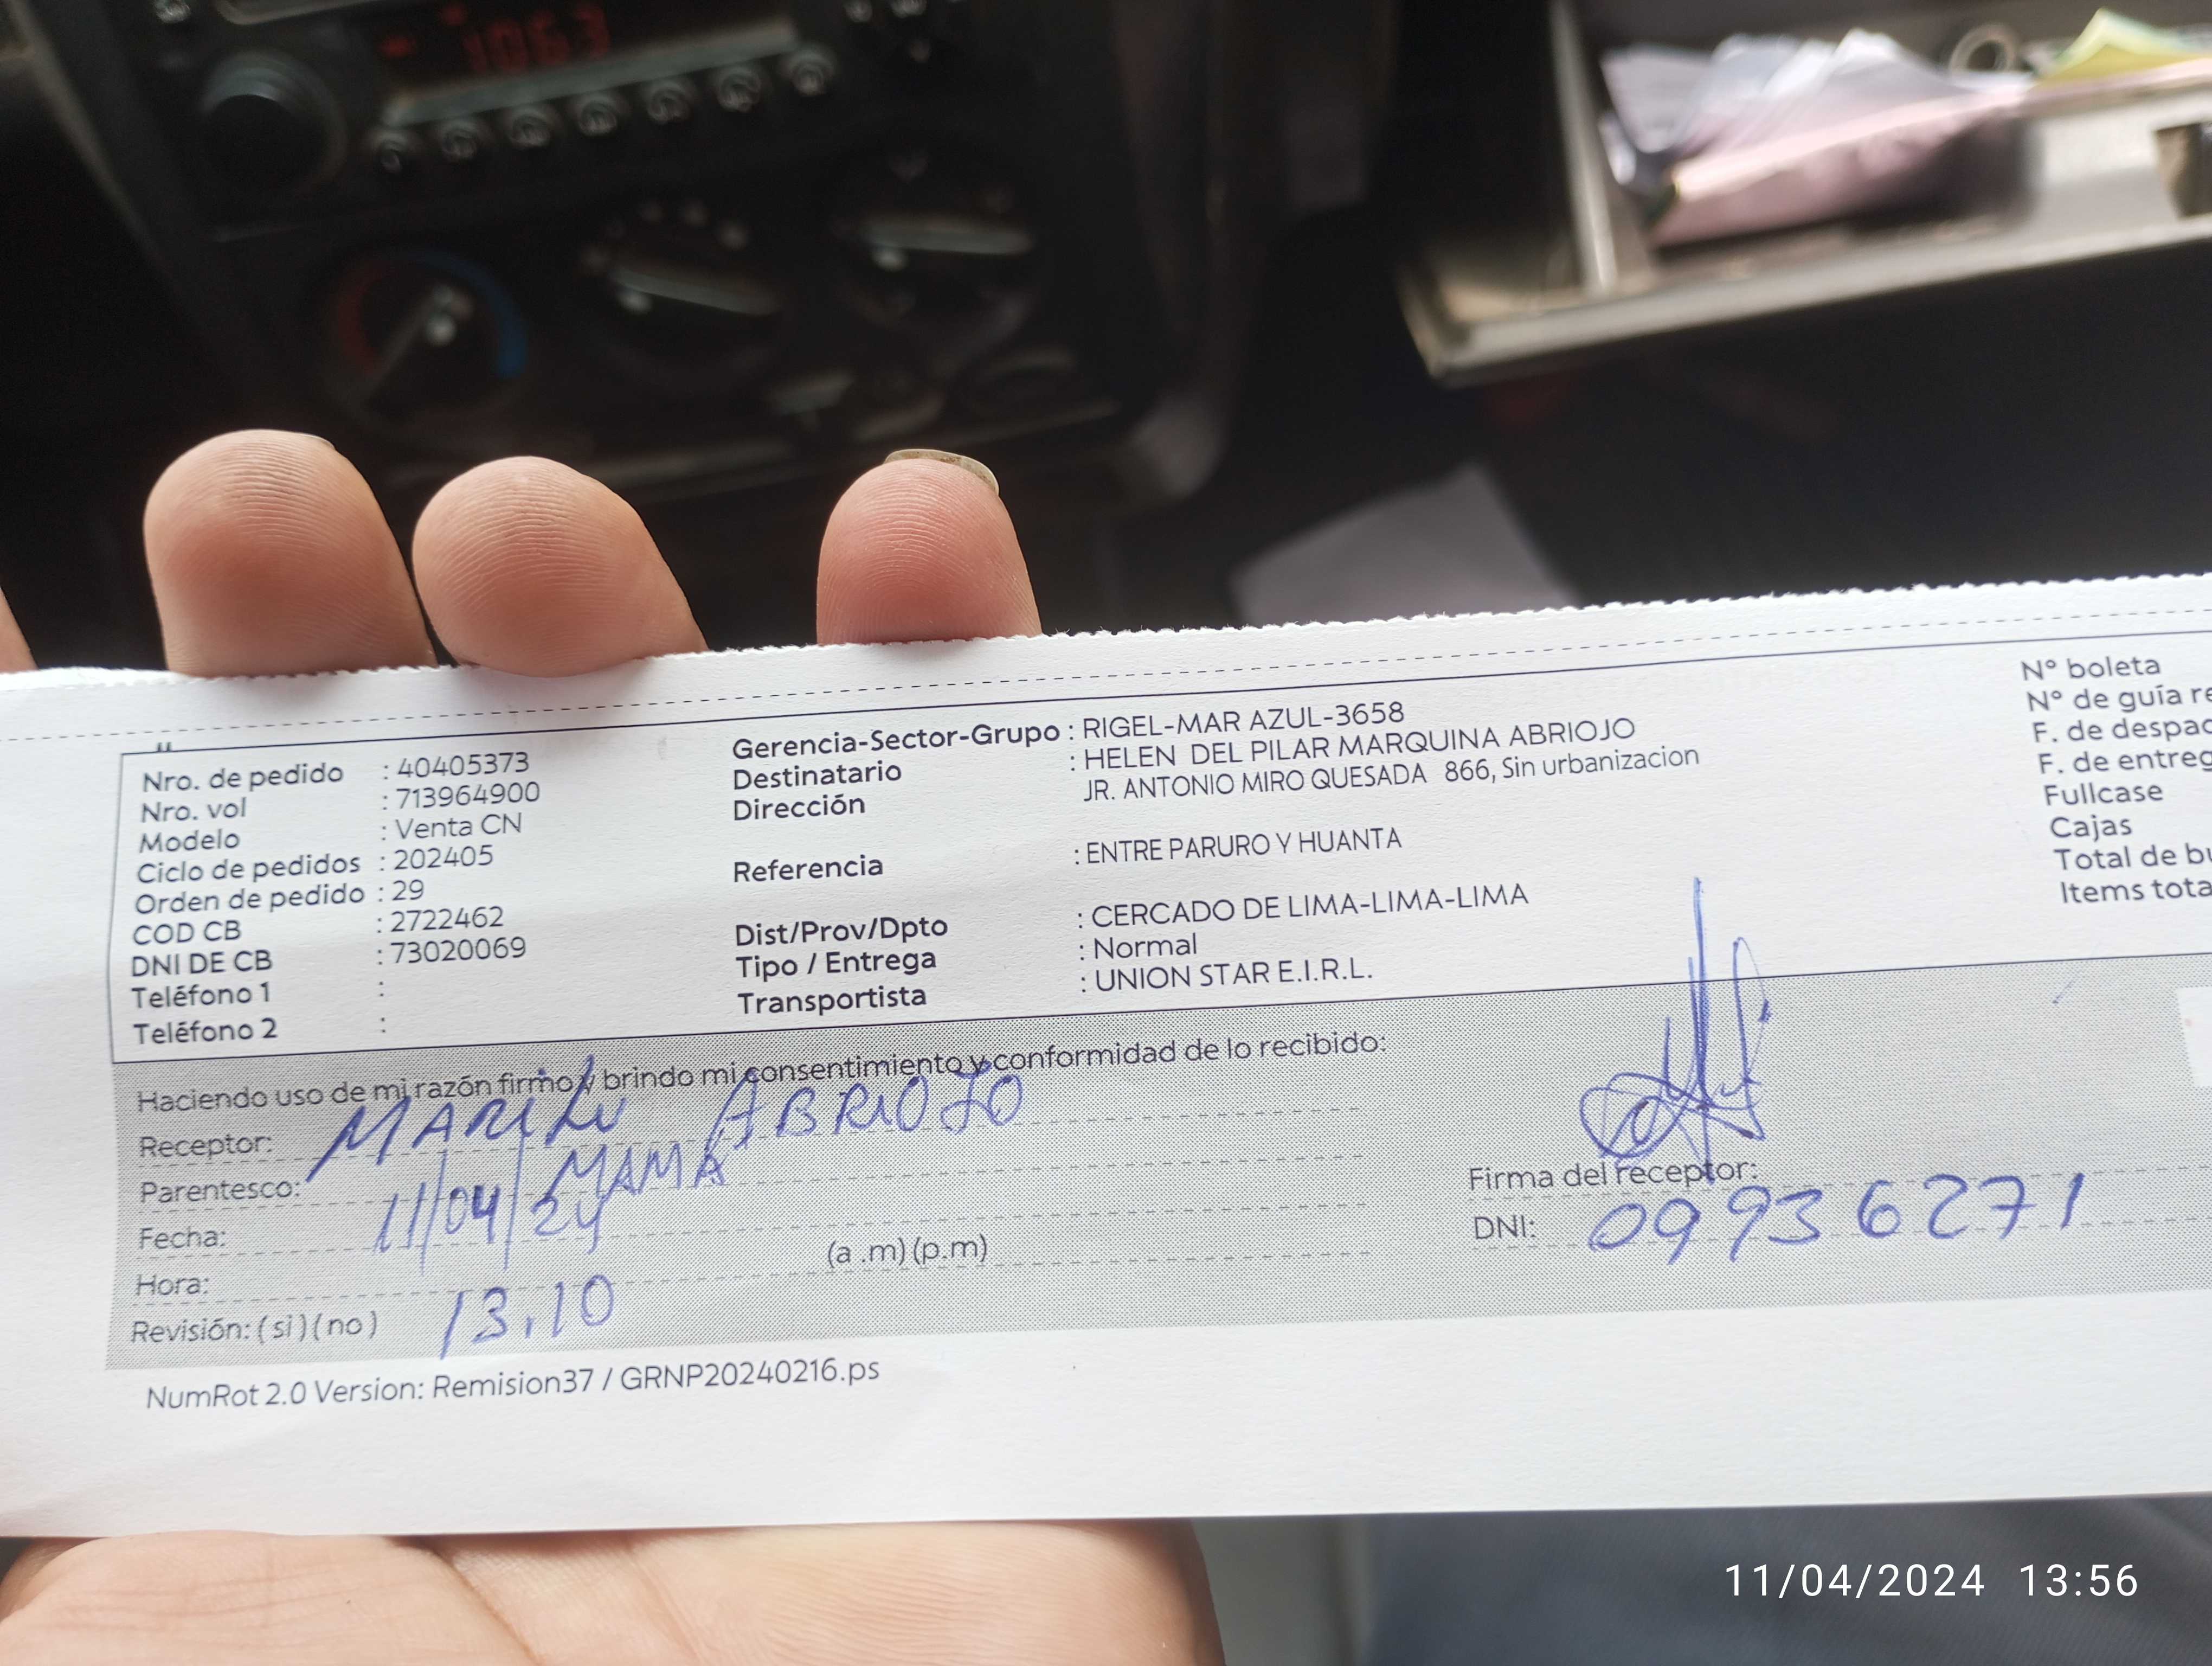 1063
Nro. de pedido : 40405373
Nro. vol : 713964900
Modelo : Venta CN
Ciclo de pedidos : 202405
Orden de pedido : 29
COD CB : 2722462
DNI DE CB : 73020069
Teléfono 1 :
Teléfono 2 :
Gerencia-Sector-Grupo : RIGEL-MAR AZUL-3658
Destinatario : HELEN DEL PILAR MARQUINA ABRIOJO
Dirección JR. ANTONIO MIRO QUESADA 866, Sin urbanizacion
Referencia : ENTRE PARURO Y HUANTA
Dist/Prov/Dpto : CERCADO DE LIMA-LIMA-LIMA
Tipo / Entrega : Normal
Transportista : UNION STAR E.I.R.L.
N° boleta
N° de guía re
F. de despac
F. de entreg
Fullcase
Cajas
Total de bu
Items tota
Haciendo uso de mi razón firmo y brindo mi consentimiento y conformidad de lo recibido:
Receptor: MARILU ABRIOJO
Parentesco: MAMA
Fecha: 11/04/24
Hora: (a .m) (p.m)
Revisión: ( si ) ( no ) 13.10
Firma del receptor:
DNI: 09936271
NumRot 2.0 Version: Remision37 / GRNP20240216.ps
11/04/2024 13:56